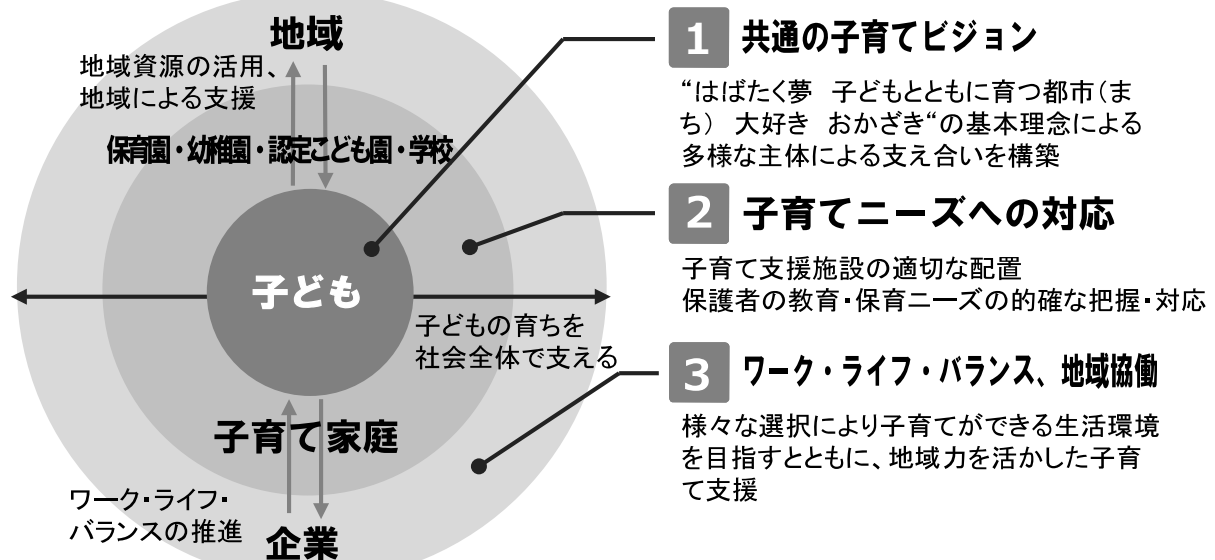 地域
地域資源の活用、
地域による支援
保育園・幼稚園・認定こども園・学校
子ども
子どもの育ちを
社会全体で支える
子育て家庭
ワーク・ライフ・
バランスの推進
企業
1 共通の子育てビジョン
“はばたく夢　子どもとともに育つ都市（ま
ち）　大好き　おかざき“の基本理念による
多様な主体による支え合いを構築
2 子育てニーズへの対応
子育て支援施設の適切な配置
保護者の教育・保育ニーズの的確な把握・対応
3 ワーク・ライフ・バランス、地域協働
様々な選択により子育てができる生活環境
を目指すとともに、地域力を活かした子育
て支援